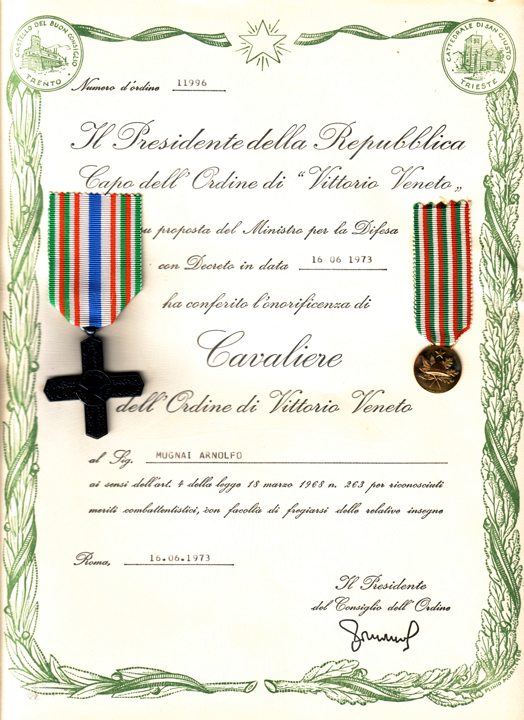 CASTELLO DEL BUON CONSIGLIO
TRENTO
CATTEDRALE DI SAN GIUSTO
TRIESTE
Numero d'ordine 11996
Il Presidente della Repubblica
Capo dell'Ordine di "Vittorio Veneto„
su proposta del Ministro per la Difesa
con Decreto in data 16 06 1973
ha conferito l'onorificenza di
Cavaliere
dell'Ordine di Vittorio Veneto
al Sig. MUGNAI ARNOLFO
ai sensi dell'art. 4 della legge 18 marzo 1968 n. 263 per riconosciuti
meriti combattentistici, con facoltà di fregiarsi delle relative insegne
Roma, 16.06.1973
Il Presidente
del Consiglio dell'Ordine